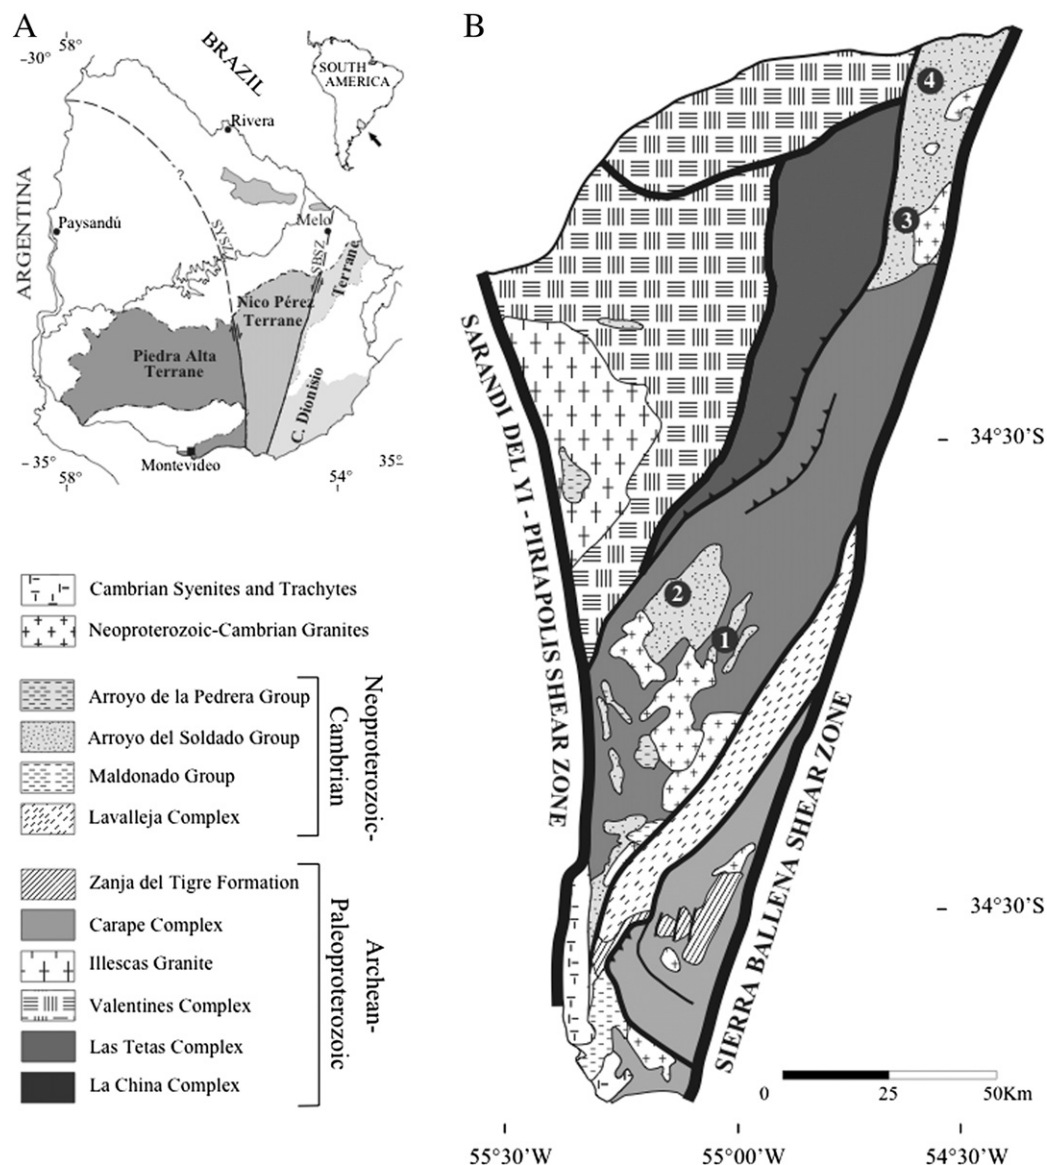 A
58°
58°
-30°
BRAZIL
SOUTH
AMERICA
Rivera
ARGENTINA
?
Paysandú
SYSZ
Melo
SBSZ
Terrane
Nico Pérez
Terrane
Piedra Alta
Terrane
C. Dionisio
Montevideo
-35°
58°
54°
35°
Cambrian Syenites and Trachytes
Neoproterozoic-Cambrian Granites
Arroyo de la Pedrera Group
Arroyo del Soldado Group
Maldonado Group
Lavalleja Complex
Neoproterozoic-
Cambrian
Zanja del Tigre Formation
Carape Complex
Illescas Granite
Valentines Complex
Las Tetas Complex
La China Complex
Archean-
Paleoproterozoic
B
4
3
2
1
SARANDI DEL YI - PIRIAPOLIS SHEAR ZONE
SIERRA BALLENA SHEAR ZONE
34°30'S
34°30'S
0
25
50Km
55°30'W
55°00'W
54°30'W